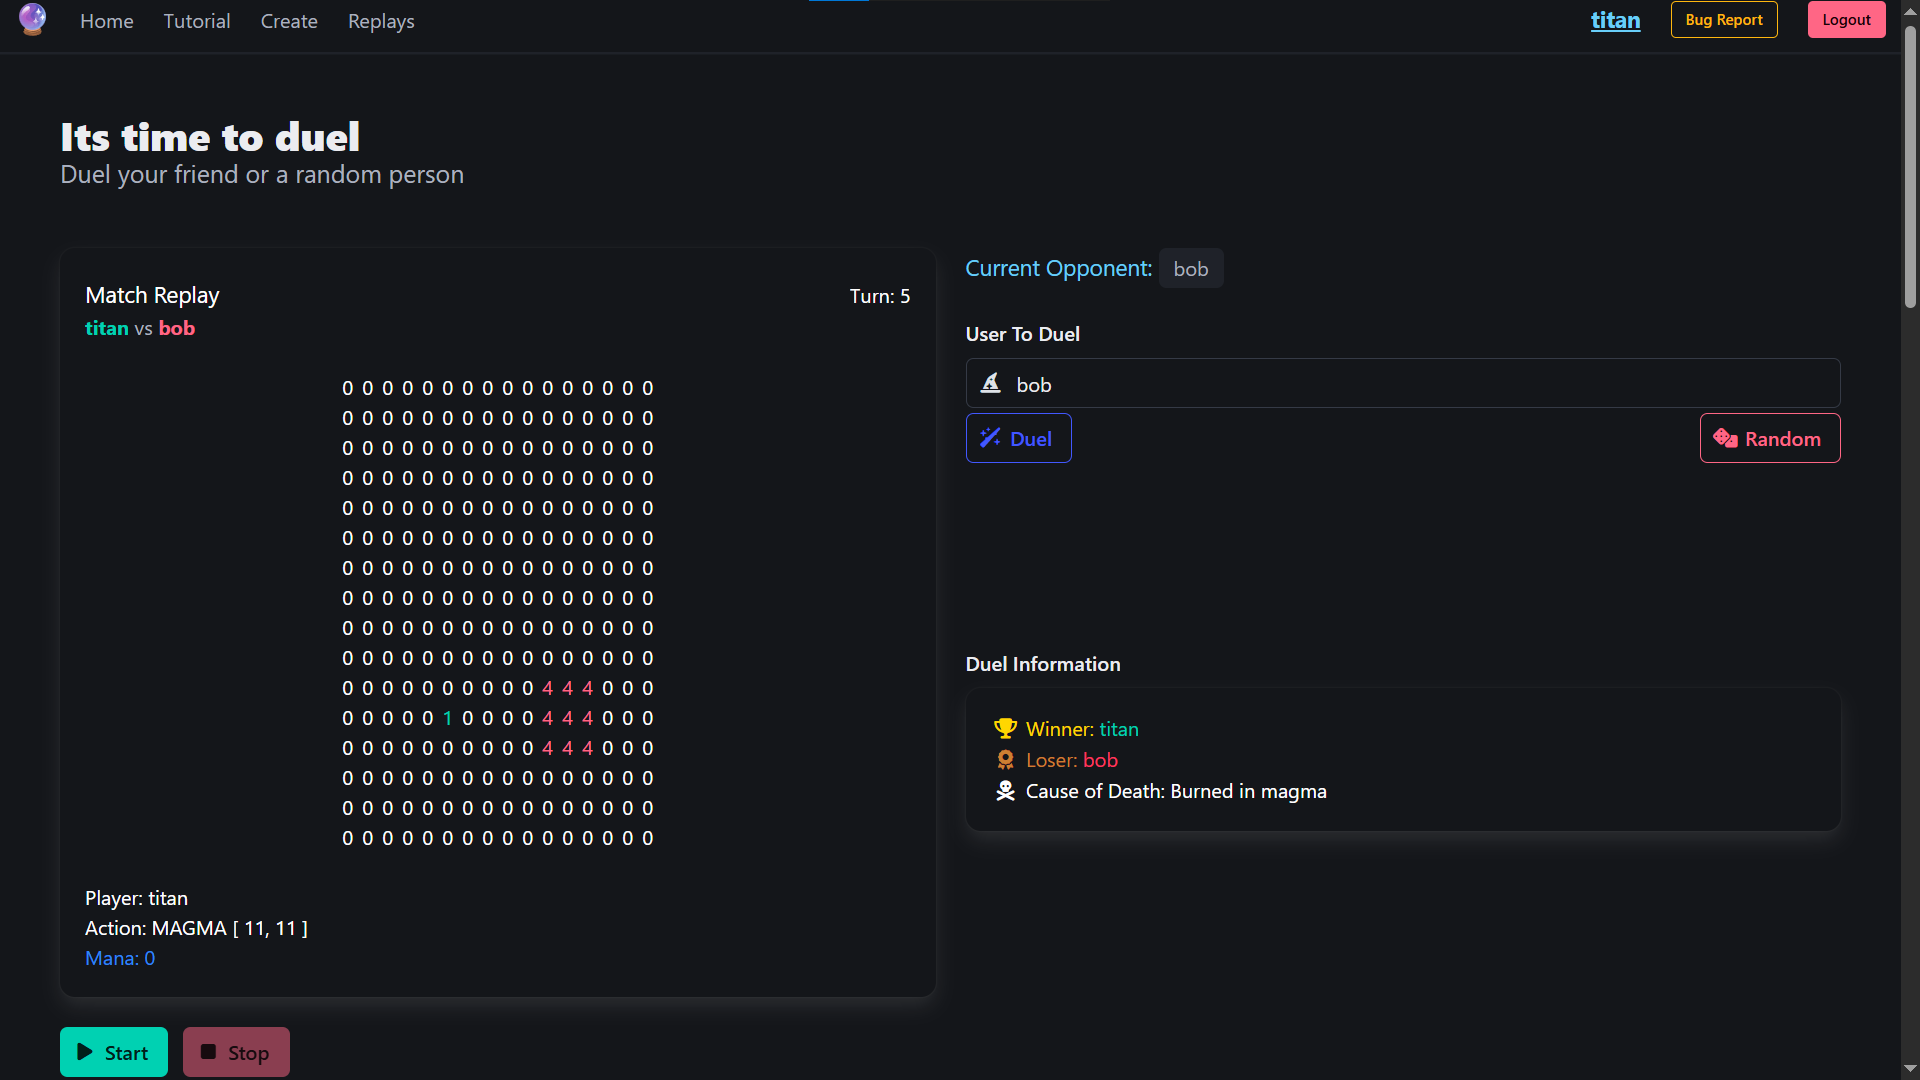 Home Tutorial Create Replays titan Bug Report Logout
Its time to duel
Duel your friend or a random person
Match Replay Turn: 5
titan vs bob
0 0 0 0 0 0 0 0 0 0 0 0 0 0 0 0
0 0 0 0 0 0 0 0 0 0 0 0 0 0 0 0
0 0 0 0 0 0 0 0 0 0 0 0 0 0 0 0
0 0 0 0 0 0 0 0 0 0 0 0 0 0 0 0
0 0 0 0 0 0 0 0 0 0 0 0 0 0 0 0
0 0 0 0 0 0 0 0 0 0 0 0 0 0 0 0
0 0 0 0 0 0 0 0 0 0 0 0 0 0 0 0
0 0 0 0 0 0 0 0 0 0 0 0 0 0 0 0
0 0 0 0 0 0 0 0 0 0 0 0 0 0 0 0
0 0 0 0 0 0 0 0 0 0 0 0 0 0 0 0
0 0 0 0 0 0 0 0 0 0 4 4 4 0 0 0
0 0 0 0 0 1 0 0 0 0 4 4 4 0 0 0
0 0 0 0 0 0 0 0 0 0 4 4 4 0 0 0
0 0 0 0 0 0 0 0 0 0 0 0 0 0 0 0
0 0 0 0 0 0 0 0 0 0 0 0 0 0 0 0
0 0 0 0 0 0 0 0 0 0 0 0 0 0 0 0
Player: titan
Action: MAGMA [ 11, 11 ]
Mana: 0
Start Stop
Current Opponent: bob
User To Duel
bob
Duel Random
Duel Information
Winner: titan
Loser: bob
Cause of Death: Burned in magma